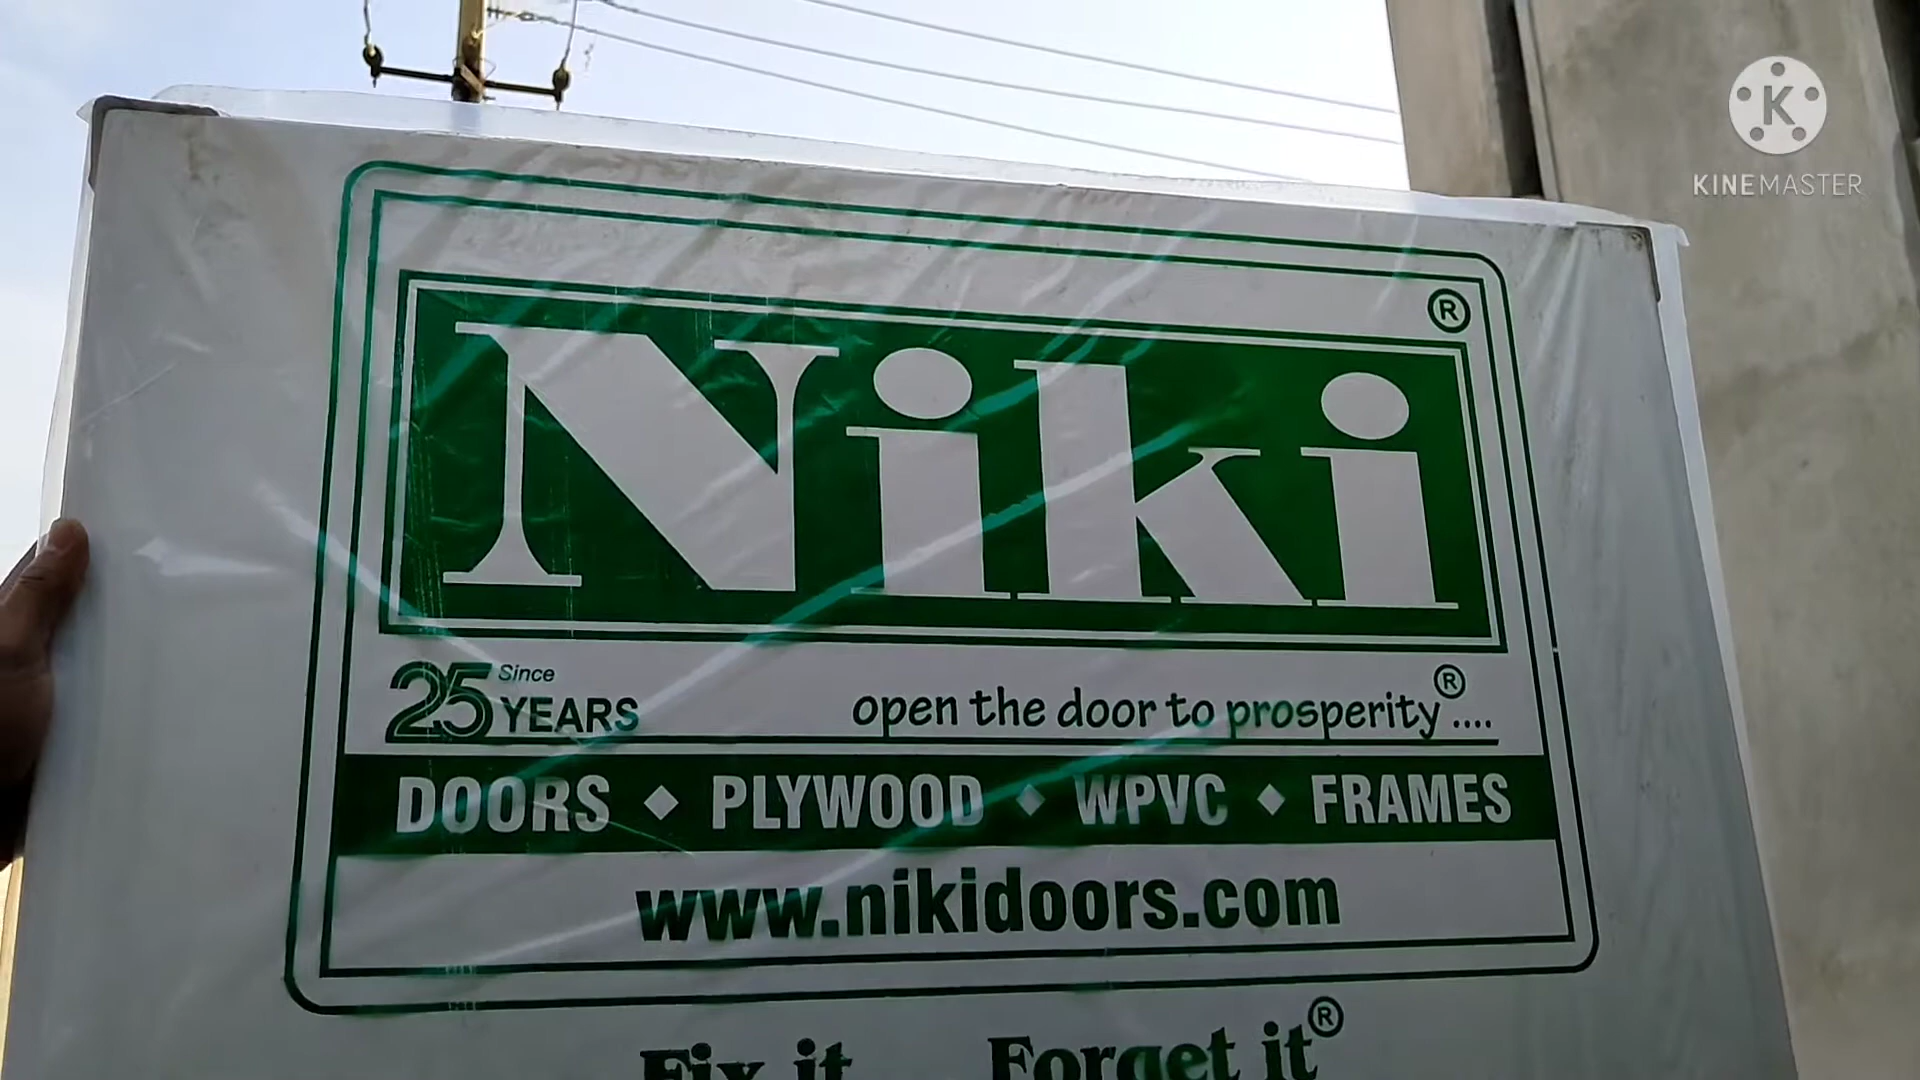 K
KINEMASTER
Niki®
25 Since YEARS
open the door to prosperity®....
DOORS ◆ PLYWOOD ◆ WPVC ◆ FRAMES
www.nikidoors.com
Fix it Forget it®